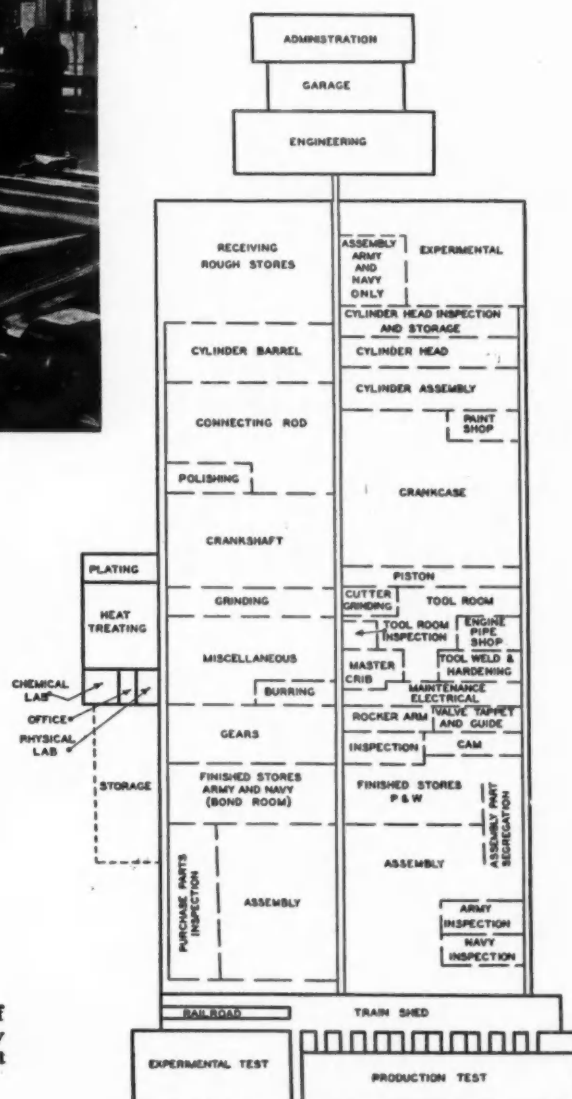 ADMINISTRATION
GARAGE
ENGINEERING
RECEIVING
ROUGH STORES
ASSEMBLY
ARMY
AND
NAVY
ONLY
EXPERIMENTAL
CYLINDER HEAD INSPECTION
AND STORAGE
CYLINDER BARREL
CYLINDER HEAD
CYLINDER ASSEMBLY
CONNECTING ROD
PAINT
SHOP
POLISHING
CRANKCASE
CRANKSHAFT
PLATING
PISTON
GRINDING
CUTTER
GRINDING
TOOL ROOM
HEAT
TREATING
TOOL ROOM
INSPECTION
ENGINE
PIPE
SHOP
MISCELLANEOUS
MASTER
CRIB
TOOL WELD &
HARDENING
CHEMICAL
LAB
BURRING
MAINTENANCE
ELECTRICAL
OFFICE
ROCKER ARM
VALVE TAPPET
AND GUIDE
PHYSICAL
LAB
GEARS
INSPECTION
CAM
STORAGE
FINISHED STORES
ARMY AND NAVY
(BOND ROOM)
FINISHED STORES
P & W
ASSEMBLY PART
SEGREGATION
PURCHASE PARTS
INSPECTION
ASSEMBLY
ASSEMBLY
ARMY
INSPECTION
NAVY
INSPECTION
RAILROAD
TRAIN SHED
EXPERIMENTAL TEST
PRODUCTION TEST
f
y
t